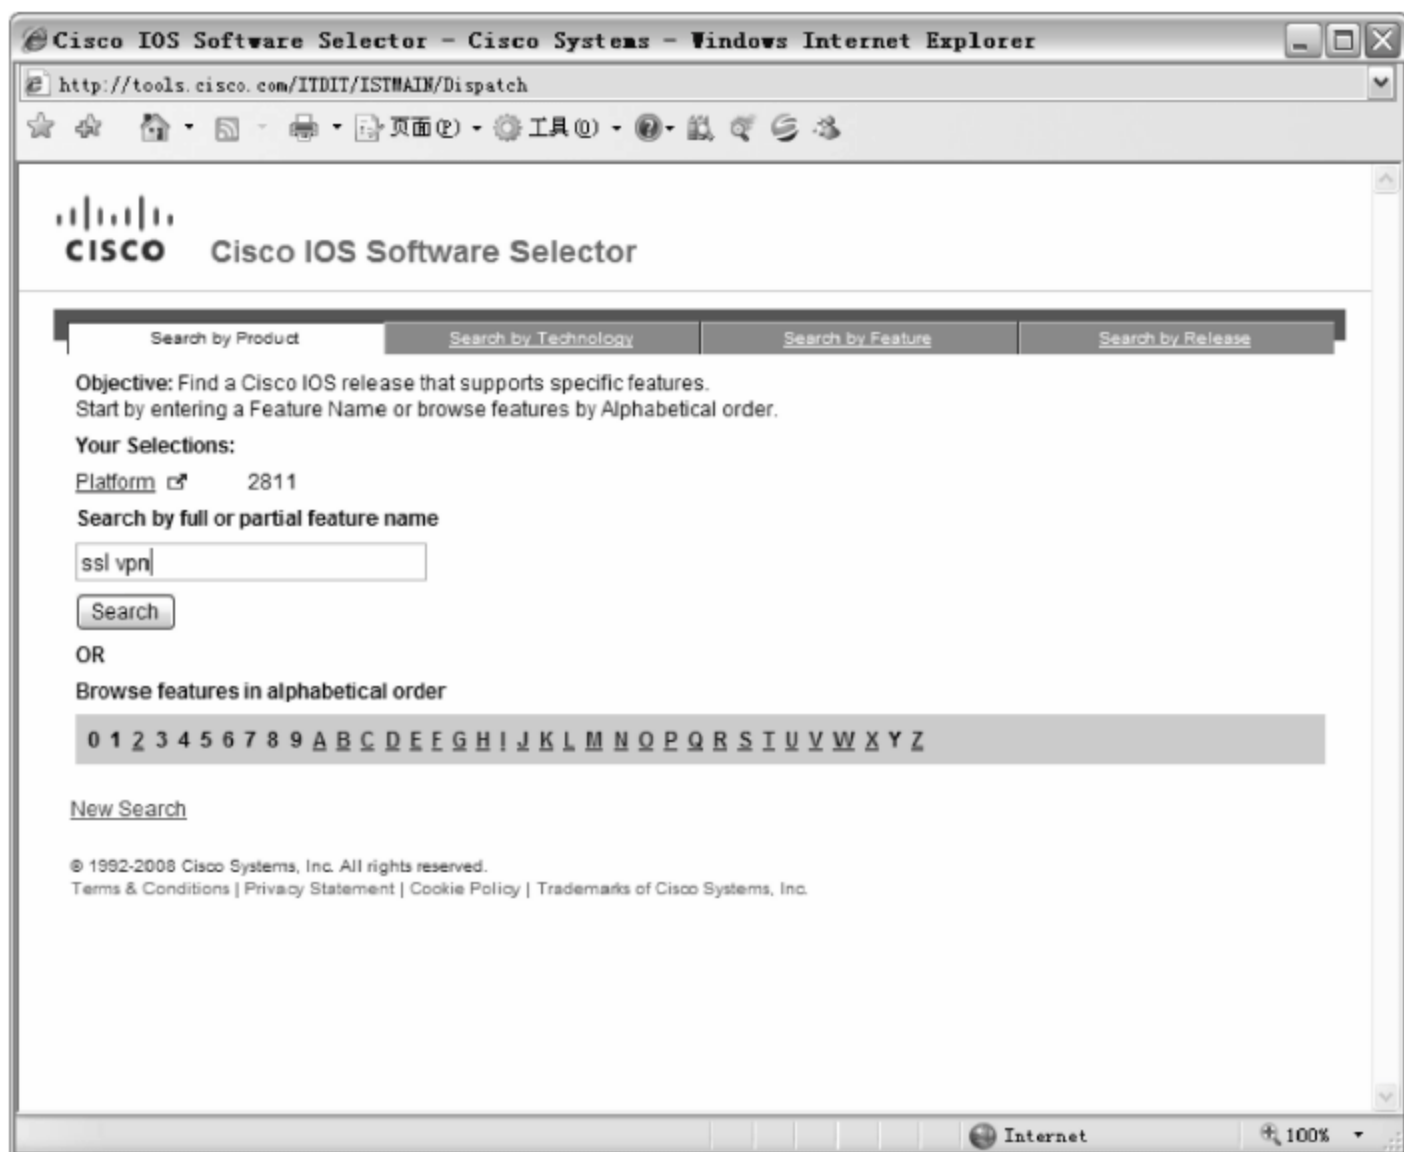 Cisco IOS Software Selector - Cisco Systems - Windows Internet Explorer
http://tools.cisco.com/ITDIT/ISTMAIN/Dispatch
页面(P) 工具(O)
CISCO Cisco IOS Software Selector
Search by Product Search by Technology Search by Feature Search by Release
Objective: Find a Cisco IOS release that supports specific features.
Start by entering a Feature Name or browse features by Alphabetical order.
Your Selections:
Platform 2811
Search by full or partial feature name
ssl vpn
Search
OR
Browse features in alphabetical order
0 1 2 3 4 5 6 7 8 9 A B C D E F G H I J K L M N O P Q R S T U V W X Y Z
New Search
© 1992-2008 Cisco Systems, Inc. All rights reserved.
Terms & Conditions | Privacy Statement | Cookie Policy | Trademarks of Cisco Systems, Inc.
Internet 100%